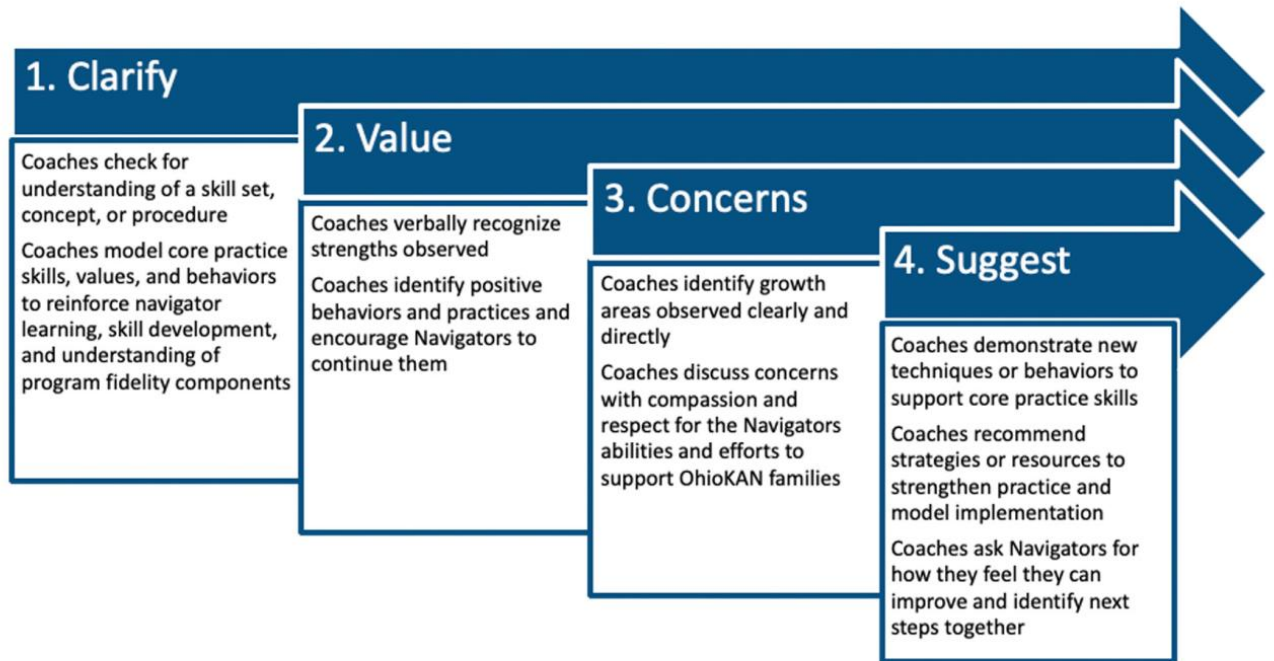 1. Clarify
Coaches check for
understanding of a skill set,
concept, or procedure
Coaches model core practice
skills, values, and behaviors
to reinforce navigator
learning, skill development,
and understanding of
program fidelity components
2. Value
Coaches verbally recognize
strengths observed
Coaches identify positive
behaviors and practices and
encourage Navigators to
continue them
3. Concerns
Coaches identify growth
areas observed clearly and
directly
Coaches discuss concerns
with compassion and
respect for the Navigators
abilities and efforts to
support OhioKAN families
4. Suggest
Coaches demonstrate new
techniques or behaviors to
support core practice skills
Coaches recommend
strategies or resources to
strengthen practice and
model implementation
Coaches ask Navigators for
how they feel they can
improve and identify next
steps together